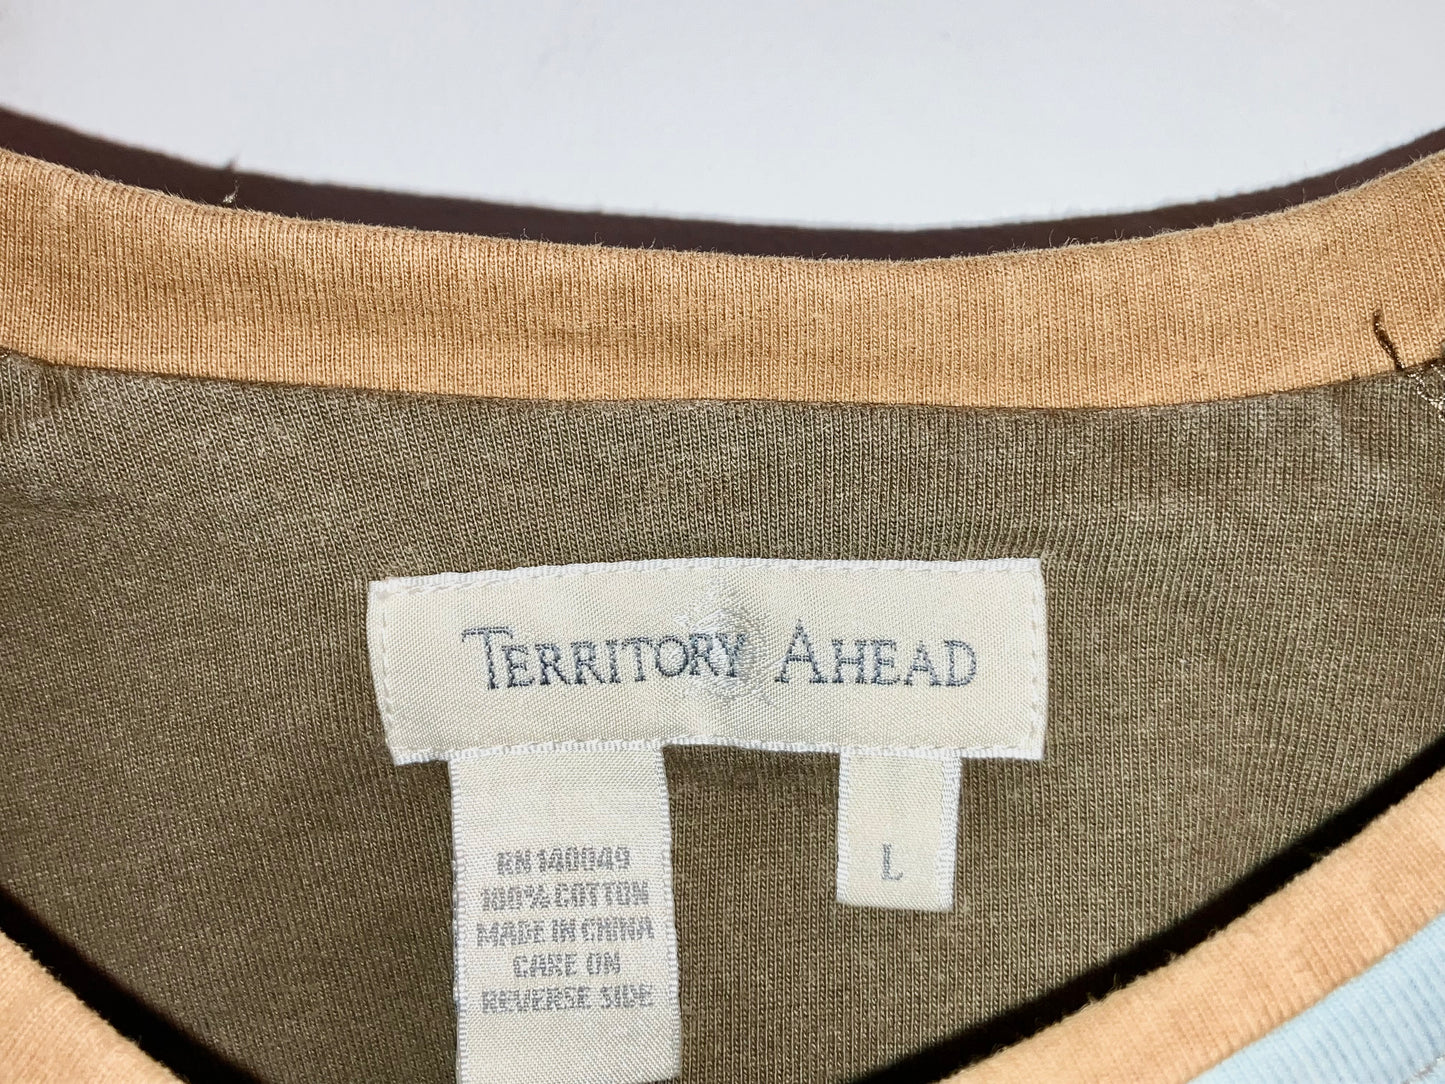 TERRITORY AHEAD
L
RN 140049
100% COTTON
MADE IN CHINA
CARE ON
REVERSE SIDE